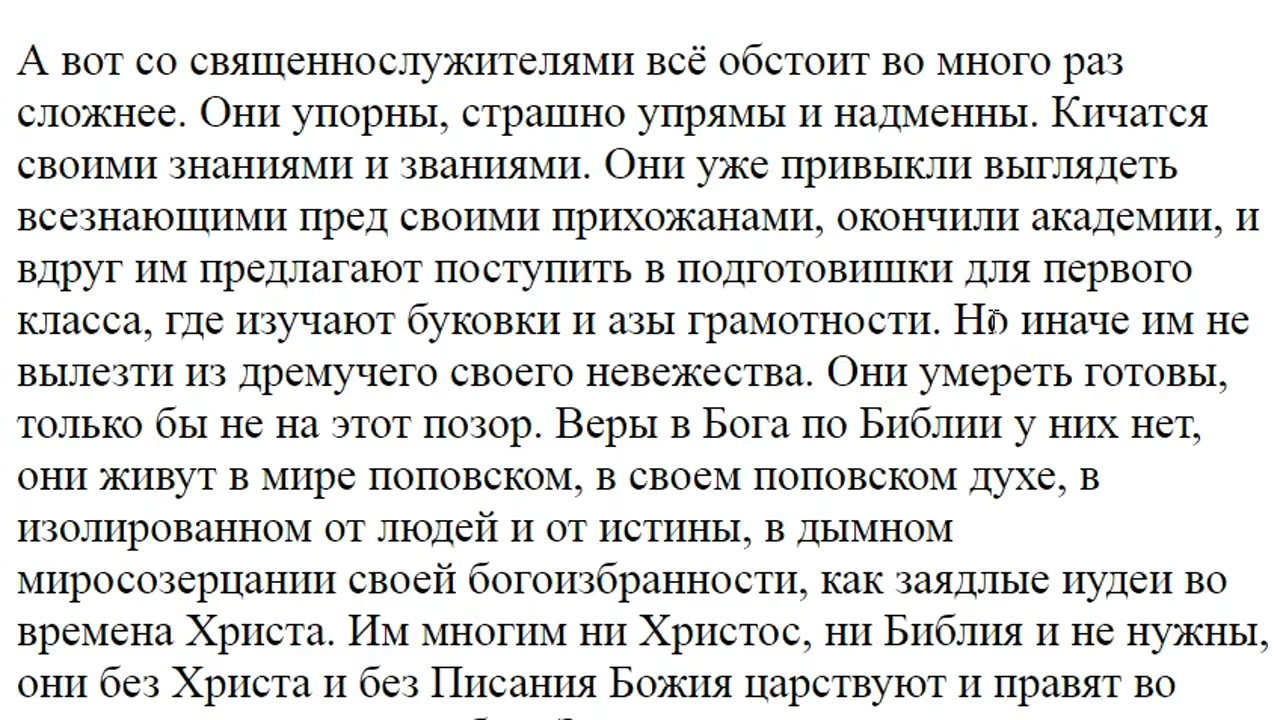 А вот со священнослужителями всё обстоит во много раз
сложнее. Они упорны, страшно упрямы и надменны. Кичатся
своими знаниями и званиями. Они уже привыкли выглядеть
всезнающими пред своими прихожанами, окончили академии, и
вдруг им предлагают поступить в подготовишки для первого
класса, где изучают буковки и азы грамотности. Но иначе им не
вылезти из дремучего своего невежества. Они умереть готовы,
только бы не на этот позор. Веры в Бога по Библии у них нет,
они живут в мире поповском, в своем поповском духе, в
изолированном от людей и от истины, в дымном
миросозерцании своей богоизбранности, как заядлые иудеи во
времена Христа. Им многим ни Христос, ни Библия и не нужны,
они без Христа и без Писания Божия царствуют и правят во